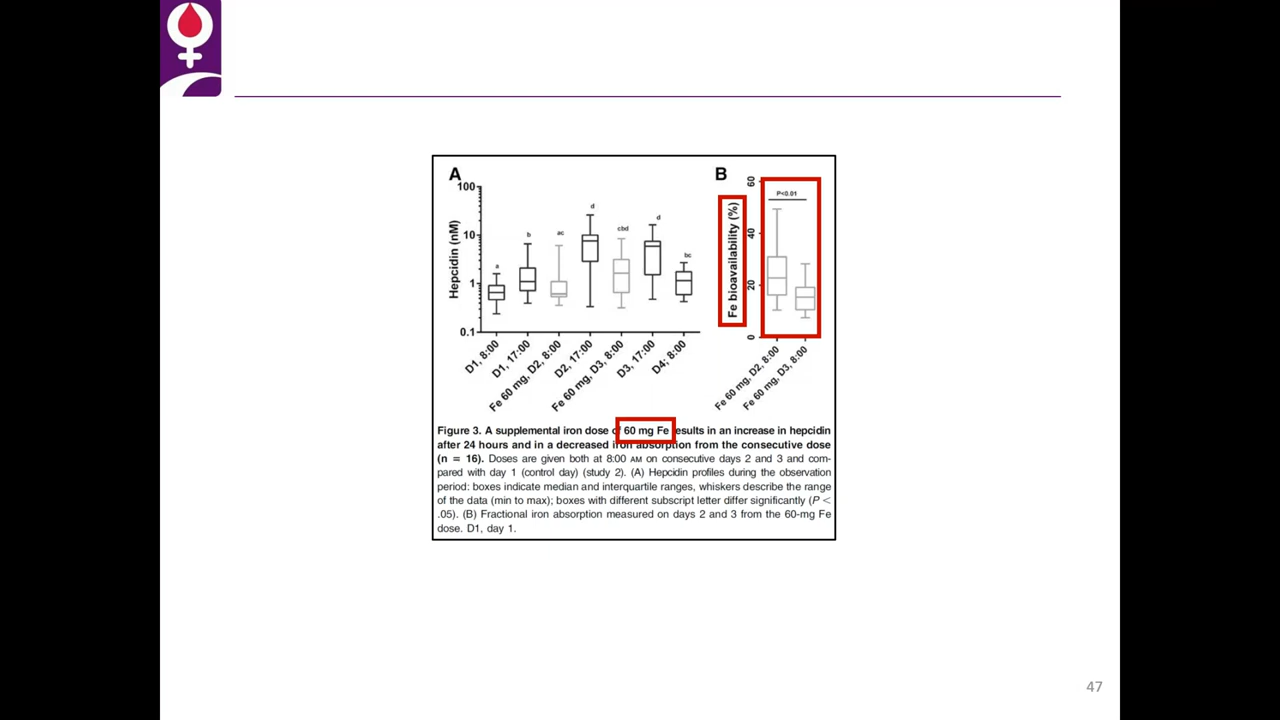 A
B
100
10
1
0.1
Hepcidin (nM)
a
b
ac
d
cbd
d
bc
D1, 8:00
D1, 17:00
Fe 60 mg, D2, 8:00
D2, 17:00
Fe 60 mg, D3, 8:00
D3, 17:00
D4; 8:00
Fe bioavailability (%)
60
40
20
0
P<0.01
Fe 60 mg, D2, 8:00
Fe 60 mg, D3, 8:00
Figure 3. A supplemental iron dose of 60 mg Fe results in an increase in hepcidin
after 24 hours and in a decreased iron absorption from the consecutive dose
(n = 16). Doses are given both at 8:00 AM on consecutive days 2 and 3 and com-
pared with day 1 (control day) (study 2). (A) Hepcidin profiles during the observation
period: boxes indicate median and interquartile ranges, whiskers describe the range
of the data (min to max); boxes with different subscript letter differ significantly (P <
.05). (B) Fractional iron absorption measured on days 2 and 3 from the 60-mg Fe
dose. D1, day 1.
47